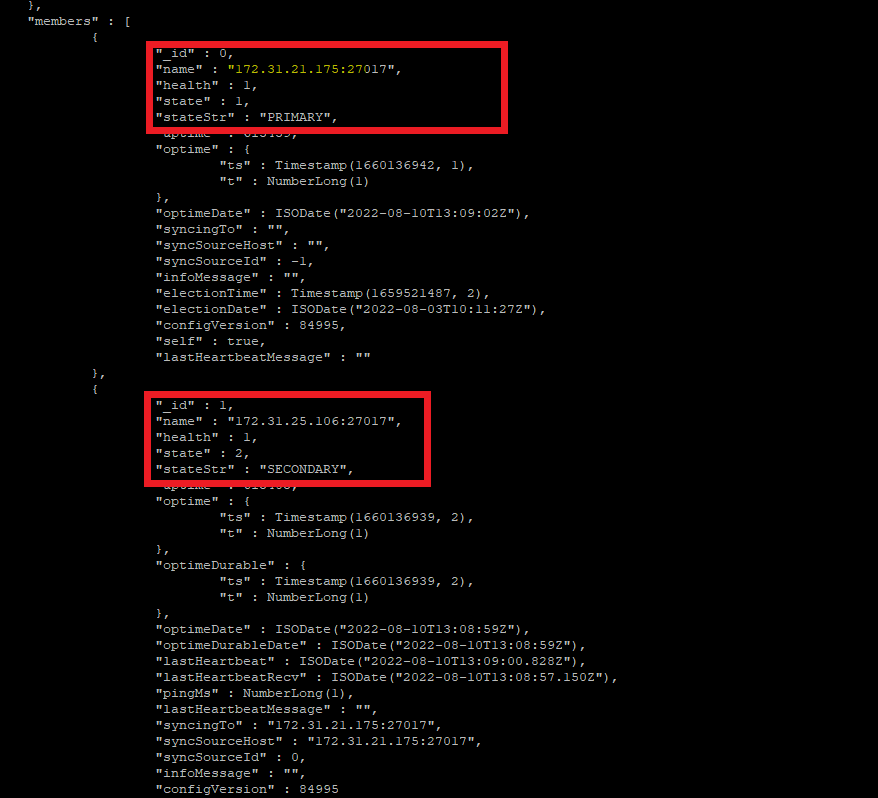 },
"members" : [
{
"_id" : 0,
"name" : "172.31.21.175:27017",
"health" : 1,
"state" : 1,
"stateStr" : "PRIMARY",
"optime" : {
"ts" : Timestamp(1660136942, 1),
"t" : NumberLong(1)
},
"optimeDate" : ISODate("2022-08-10T13:09:02Z"),
"syncingTo" : "",
"syncSourceHost" : "",
"syncSourceId" : -1,
"infoMessage" : "",
"electionTime" : Timestamp(1659521487, 2),
"electionDate" : ISODate("2022-08-03T10:11:27Z"),
"configVersion" : 84995,
"self" : true,
"lastHeartbeatMessage" : ""
},
{
"_id" : 1,
"name" : "172.31.25.106:27017",
"health" : 1,
"state" : 2,
"stateStr" : "SECONDARY",
"optime" : {
"ts" : Timestamp(1660136939, 2),
"t" : NumberLong(1)
},
"optimeDurable" : {
"ts" : Timestamp(1660136939, 2),
"t" : NumberLong(1)
},
"optimeDate" : ISODate("2022-08-10T13:08:59Z"),
"optimeDurableDate" : ISODate("2022-08-10T13:08:59Z"),
"lastHeartbeat" : ISODate("2022-08-10T13:09:00.828Z"),
"lastHeartbeatRecv" : ISODate("2022-08-10T13:08:57.150Z"),
"pingMs" : NumberLong(1),
"lastHeartbeatMessage" : "",
"syncingTo" : "172.31.21.175:27017",
"syncSourceHost" : "172.31.21.175:27017",
"syncSourceId" : 0,
"infoMessage" : "",
"configVersion" : 84995